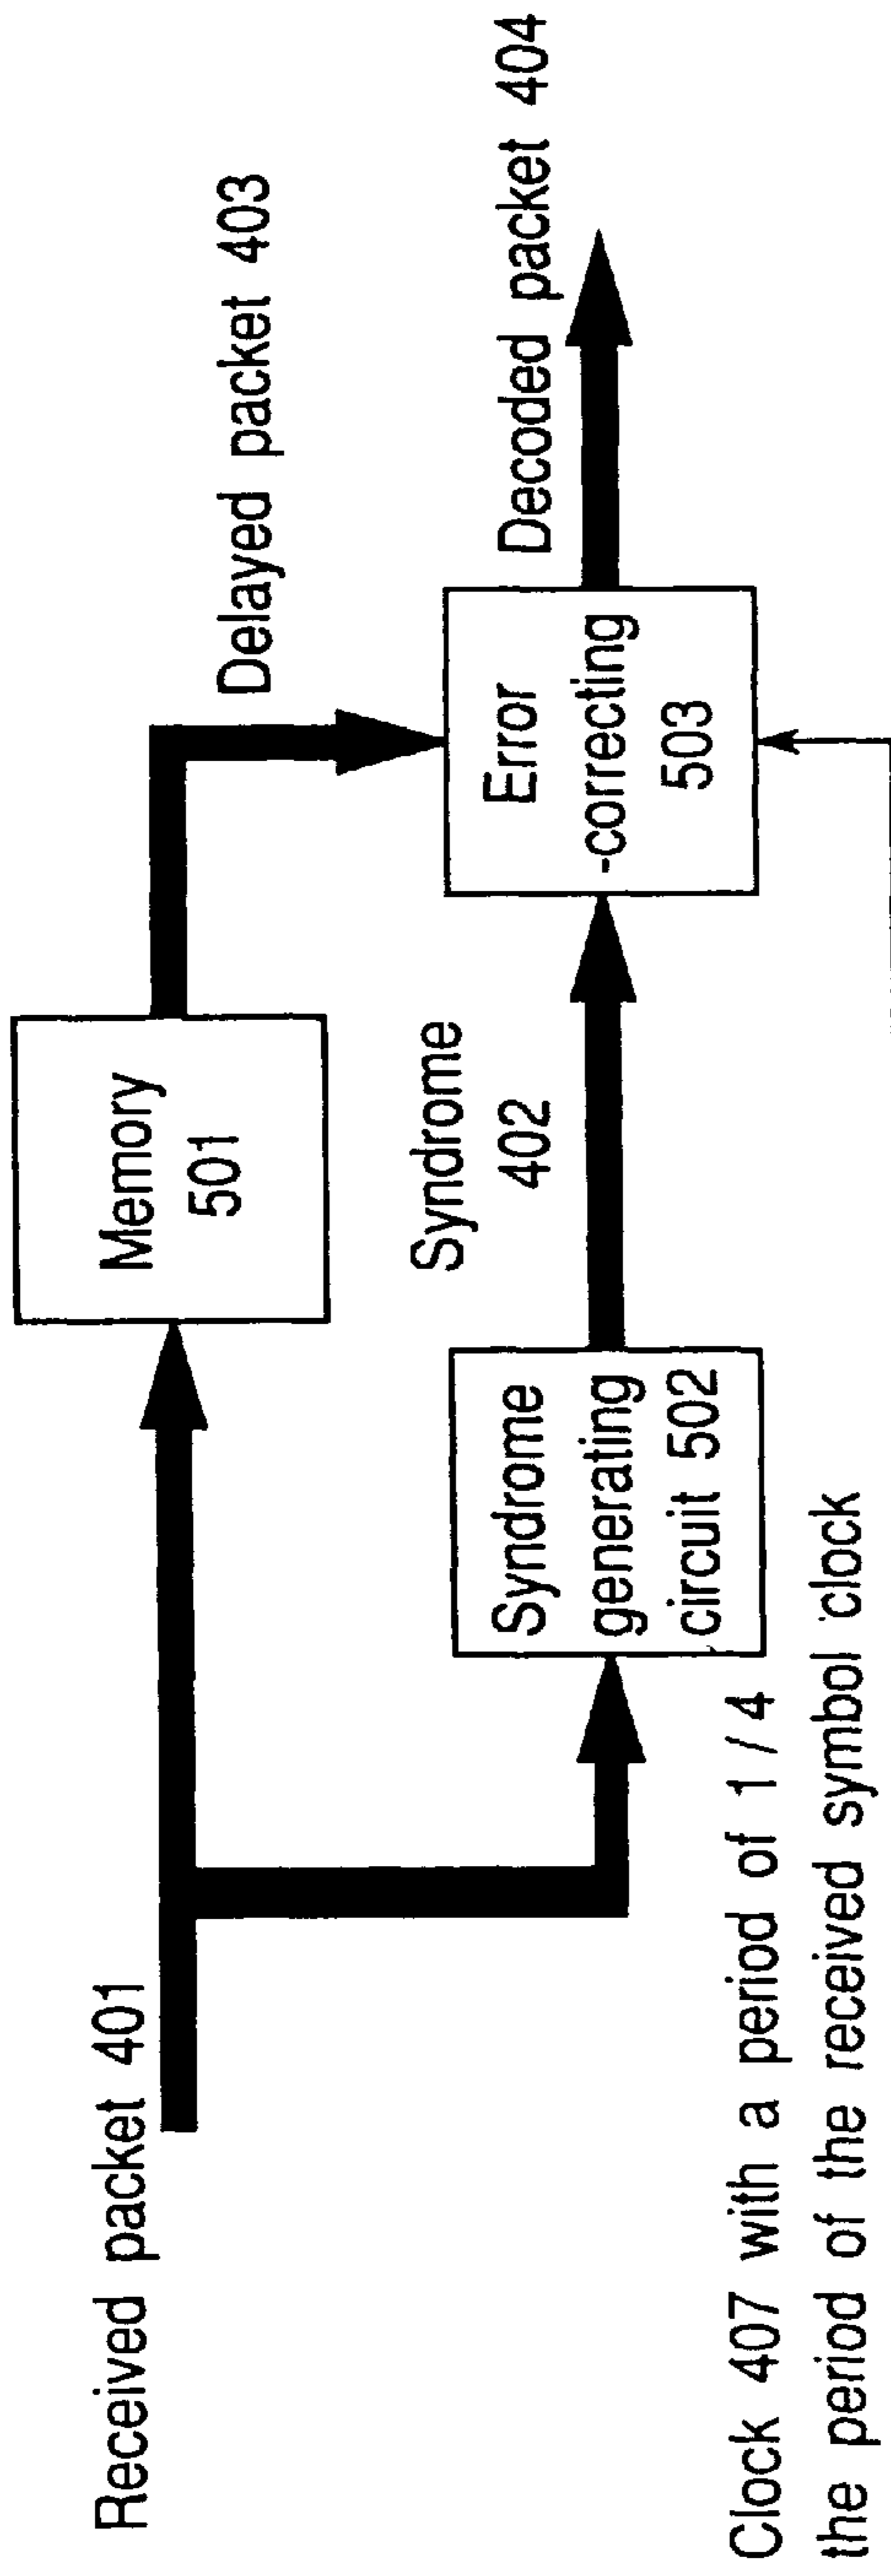 Received packet 401
Memory
501
Delayed packet 403
Syndrome
generating
circuit 502
Syndrome
402
Error
-correcting
503
Decoded packet 404
Clock 407 with a period of 1/4
the period of the received symbol clock